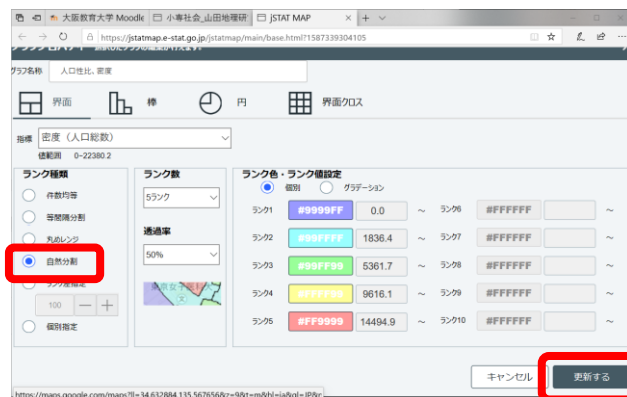 大阪教育大学 Moodle
小専社会_山田地理研
jSTAT MAP
https://jstatmap.e-stat.go.jp/jstatmap/main/base.html?1587339304105
グラフ名称 人口性比、密度
界面 棒 円 界面クロス
指標 密度（人口総数）
値範囲 0-22380.2
ランク種類
件数均等
等間隔分割
丸めレンジ
自然分割
ランク差指定
100
個別指定
ランク数
5ランク
透過率
50%
ランク色・ランク値設定
個別 グラデーション
ランク1 #9999FF 0.0 ～ ランク6 #FFFFFF ～
ランク2 #99FFFF 1836.4 ～ ランク7 #FFFFFF ～
ランク3 #99FF99 5361.7 ～ ランク8 #FFFFFF ～
ランク4 #FFFF99 9616.1 ～ ランク9 #FFFFFF ～
ランク5 #FF9999 14494.9 ～ ランク10 #FFFFFF ～
キャンセル 更新する